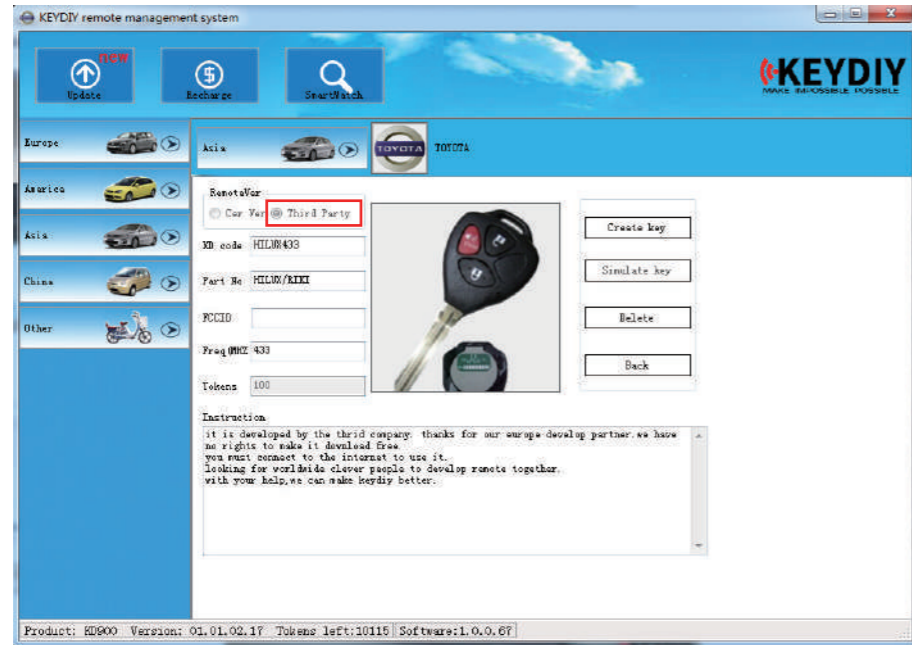 KEYDIY remote management system
new
Update
Recharge
SmartWatch
KEYDIY
MAKE IMPOSSIBLE POSSIBLE
Europe
America
Asia
China
Other
Asia
TOYOTA
TOYOTA
RemoteVer
Car Ver
Third Party
KD code HILUX433
Part No HILUX/RIKI
FCCID
Freq(MHZ 433
Tokens 100
Create key
Simulate key
Delete
Back
Instruction
it is developed by the thrid company. thanks for our europe develop partner.we have
no rights to make it download free.
you must connect to the internet to use it.
looking for worldwide clever people to develop remote together.
with your help,we can make keydiy better.
Product: KD900 Version: 01.01.02.17 Tokens left:10115 Software:1.0.0.67